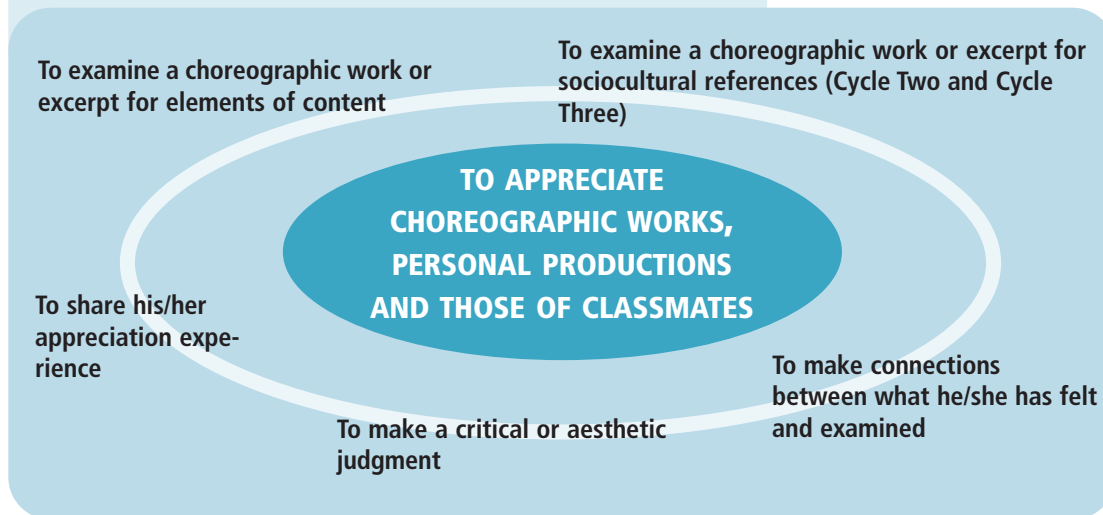 To examine a choreographic work or
excerpt for elements of content
To examine a choreographic work or excerpt for
sociocultural references (Cycle Two and Cycle
Three)
TO APPRECIATE
CHOREOGRAPHIC WORKS,
PERSONAL PRODUCTIONS
AND THOSE OF CLASSMATES
To share his/her
appreciation expe-
rience
To make connections
between what he/she has felt
and examined
To make a critical or aesthetic
judgment